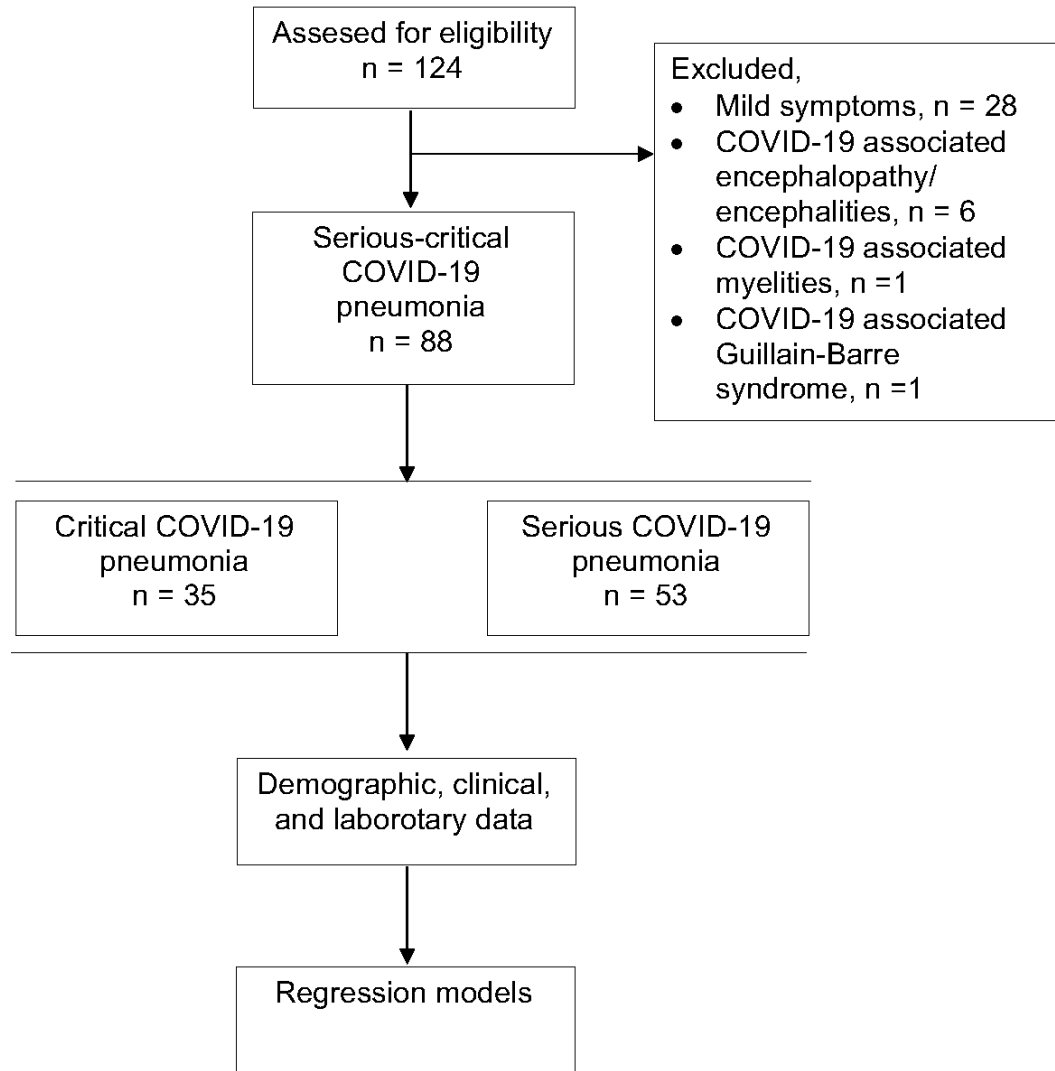 Assesed for eligibility
n = 124
Excluded,
• Mild symptoms, n = 28
• COVID-19 associated
encephalopathy/
encephalities, n = 6
• COVID-19 associated
myelities, n =1
• COVID-19 associated
Guillain-Barre
syndrome, n =1
Serious-critical
COVID-19
pneumonia
n = 88
Critical COVID-19
pneumonia
n = 35
Serious COVID-19
pneumonia
n = 53
Demographic, clinical,
and laborotary data
Regression models